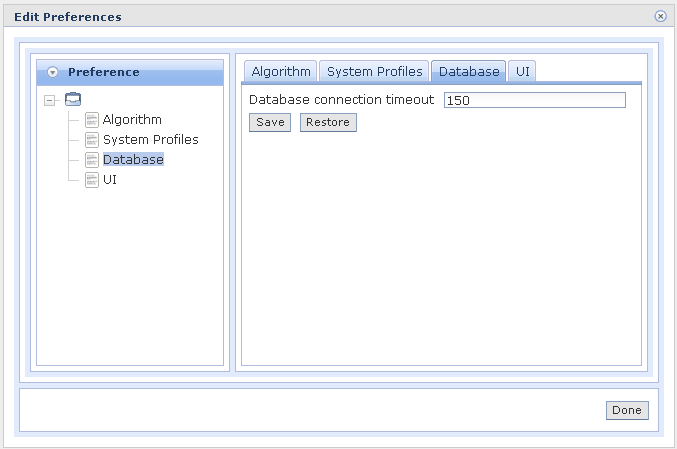 Edit Preferences
Preference
Algorithm
System Profiles
Database
UI
Algorithm System Profiles Database UI
Database connection timeout 150
Save Restore
Done